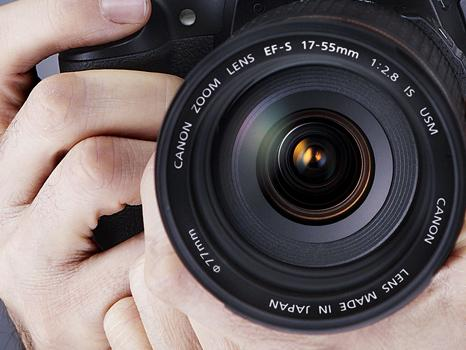 CANON ZOOM LENS EF-S 17-55mm 1:2.8 IS USM
CANON LENS MADE IN JAPAN
Φ77mm